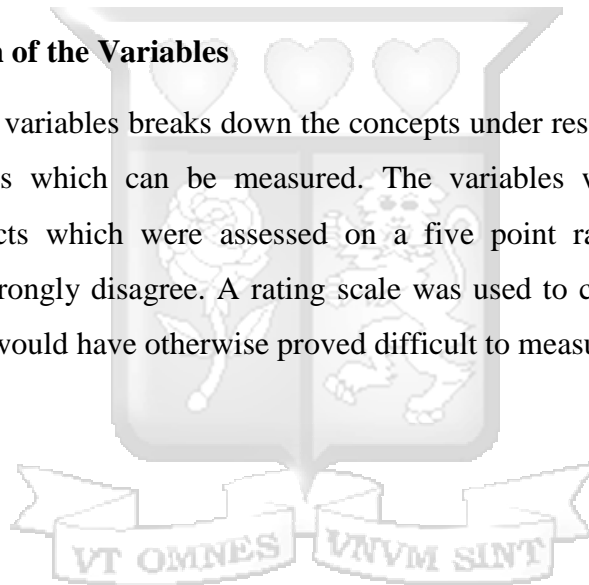 n of the Variables
variables breaks down the concepts under res
s which can be measured. The variables w
cts which were assessed on a five point ra
rongly disagree. A rating scale was used to c
would have otherwise proved difficult to measu
VT OMNES VNVM SINT